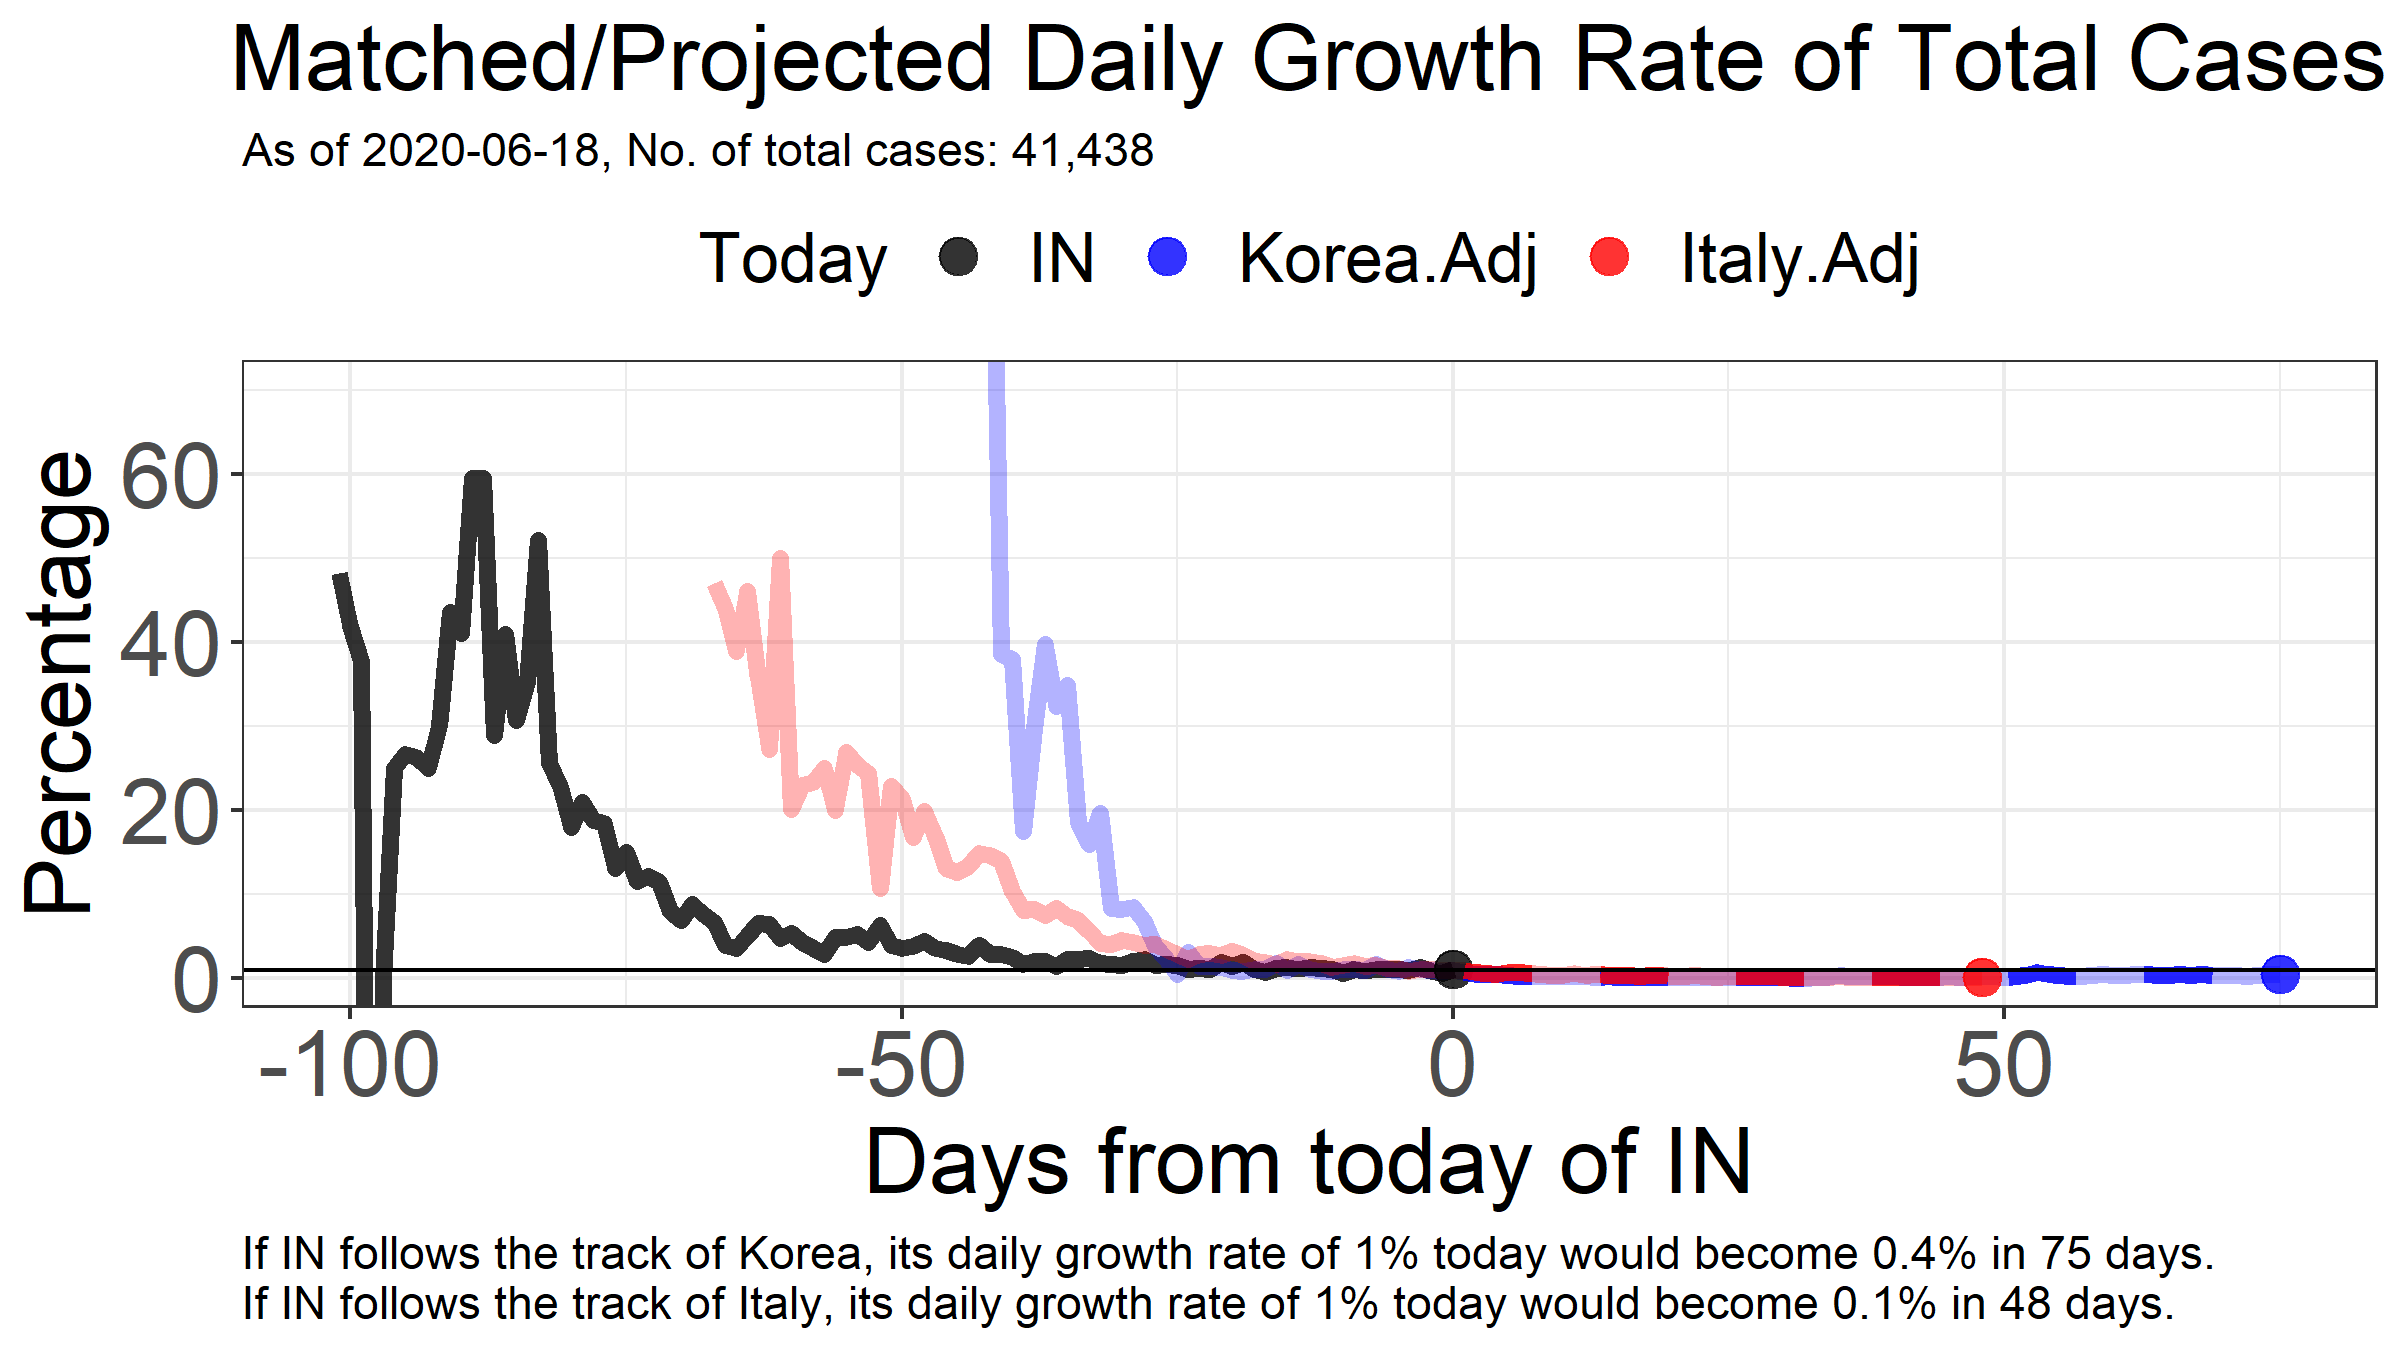 Matched/Projected Daily Growth Rate of Total Cases
As of 2020-06-18, No. of total cases: 41,438
Today IN Korea.Adj Italy.Adj
Percentage
60
40
20
0
-100 -50 0 50
Days from today of IN
If IN follows the track of Korea, its daily growth rate of 1% today would become 0.4% in 75 days.
If IN follows the track of Italy, its daily growth rate of 1% today would become 0.1% in 48 days.